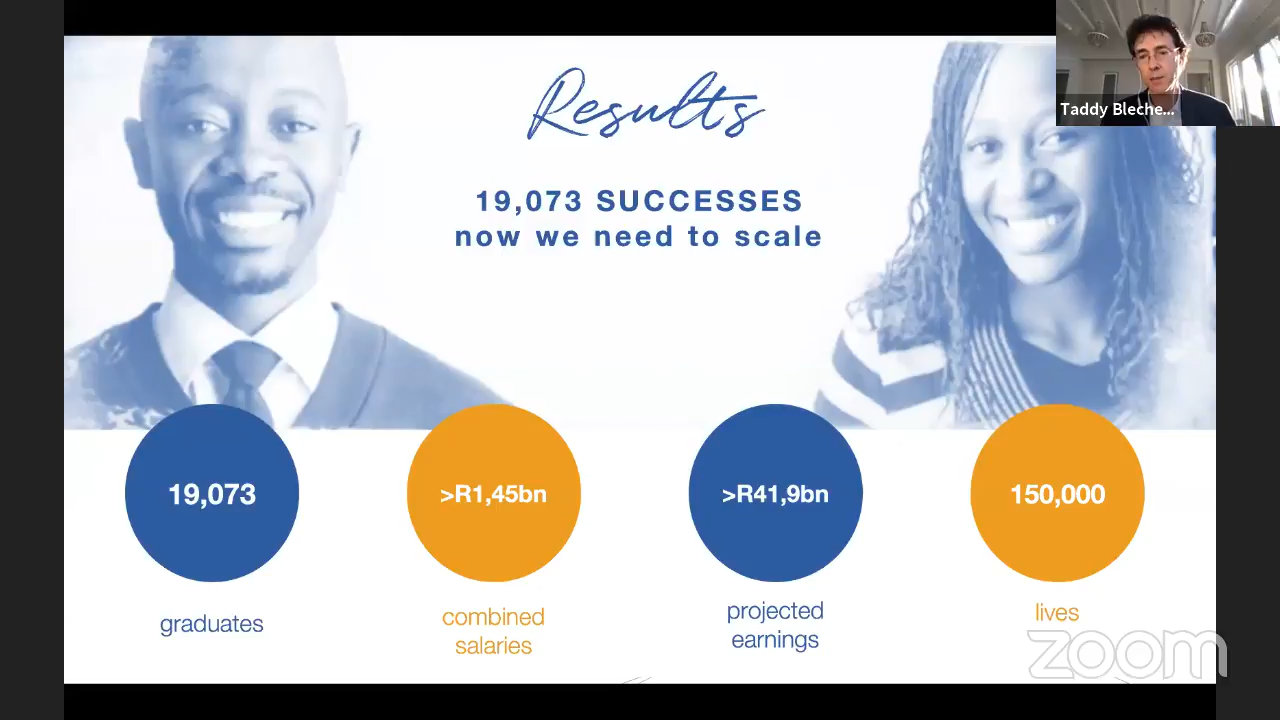 Results
Taddy Bleche...
19,073 SUCCESSES
now we need to scale
19,073
>R1,45bn
>R41,9bn
150,000
graduates
combined
salaries
projected
earnings
lives
zoom